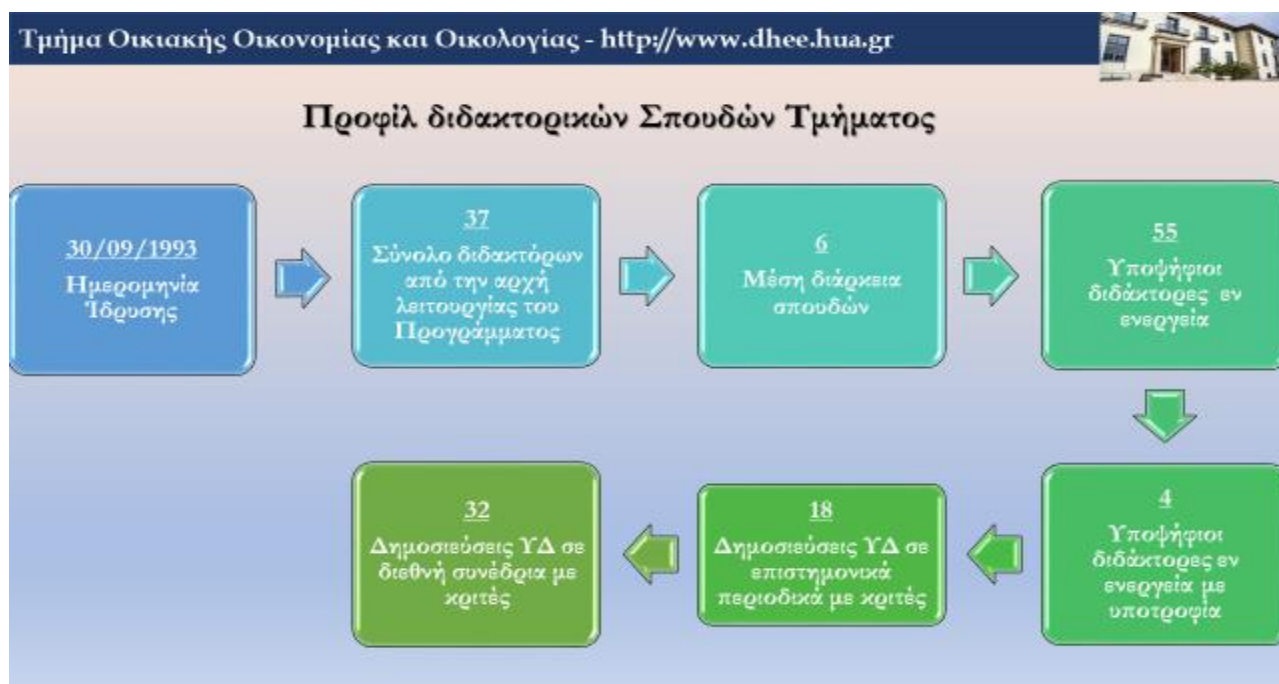 Τμήμα Οικιακής Οικονομίας και Οικολογίας - http://www.dhee.hua.gr
Προφίλ διδακτορικών Σπουδών Τμήματος
30/09/1993
Ημερομηνία
Ίδρυσης
37
Σύνολο διδακτόρων
από την αρχή
λειτουργίας του
Προγράμματος
6
Μέση διάρκεια
σπουδών
55
Υποψήφιοι
διδάκτορες εν
ενεργεία
4
Υποψήφιοι
διδάκτορες εν
ενεργεία με
υποτροφία
18
Δημοσιεύσεις ΥΔ σε
επιστημονικά
περιοδικά με κριτές
32
Δημοσιεύσεις ΥΔ σε
διεθνή συνέδρια με
κριτές